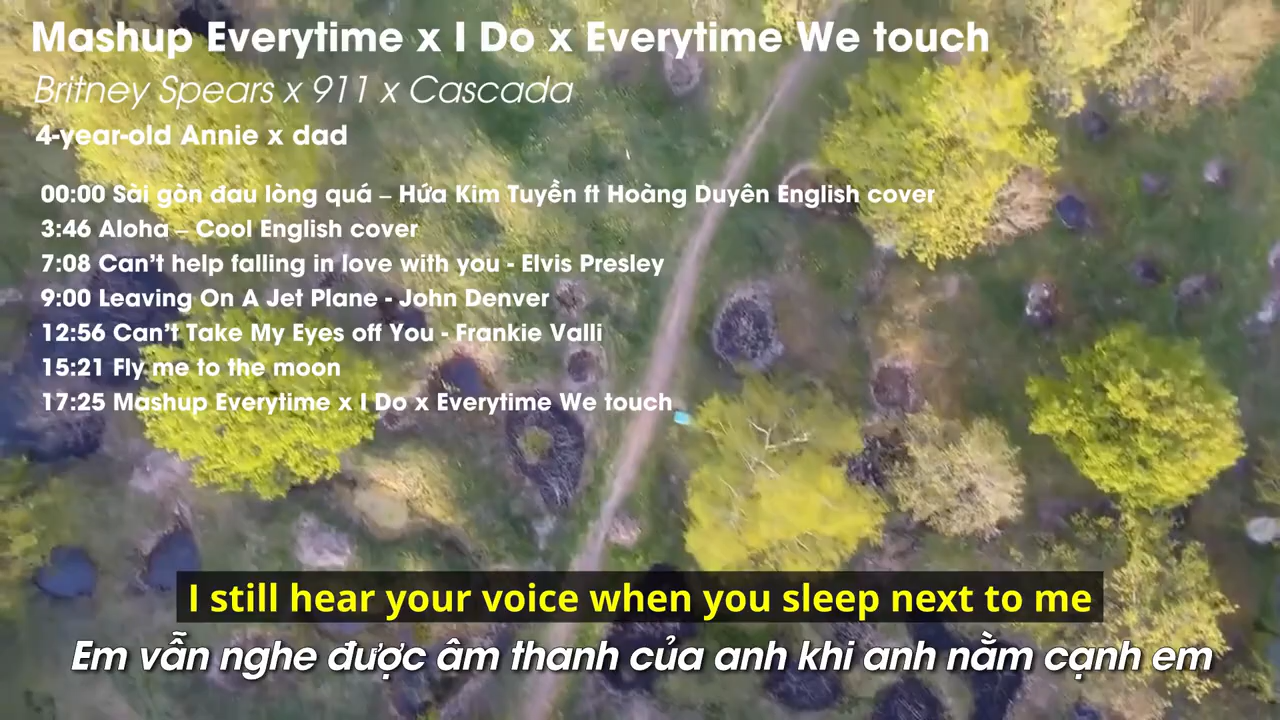 Mashup Everytime x I Do x Everytime We touch
Britney Spears x 911 x Cascada
4-year-old Annie x dad
00:00 Sài gòn đau lòng quá – Hứa Kim Tuyền ft Hoàng Duyên English cover
3:46 Aloha – Cool English cover
7:08 Can't help falling in love with you - Elvis Presley
9:00 Leaving On A Jet Plane - John Denver
12:56 Can't Take My Eyes off You - Frankie Valli
15:21 Fly me to the moon
17:25 Mashup Everytime x I Do x Everytime We touch
I still hear your voice when you sleep next to me
Em vẫn nghe được âm thanh của anh khi anh nằm cạnh em